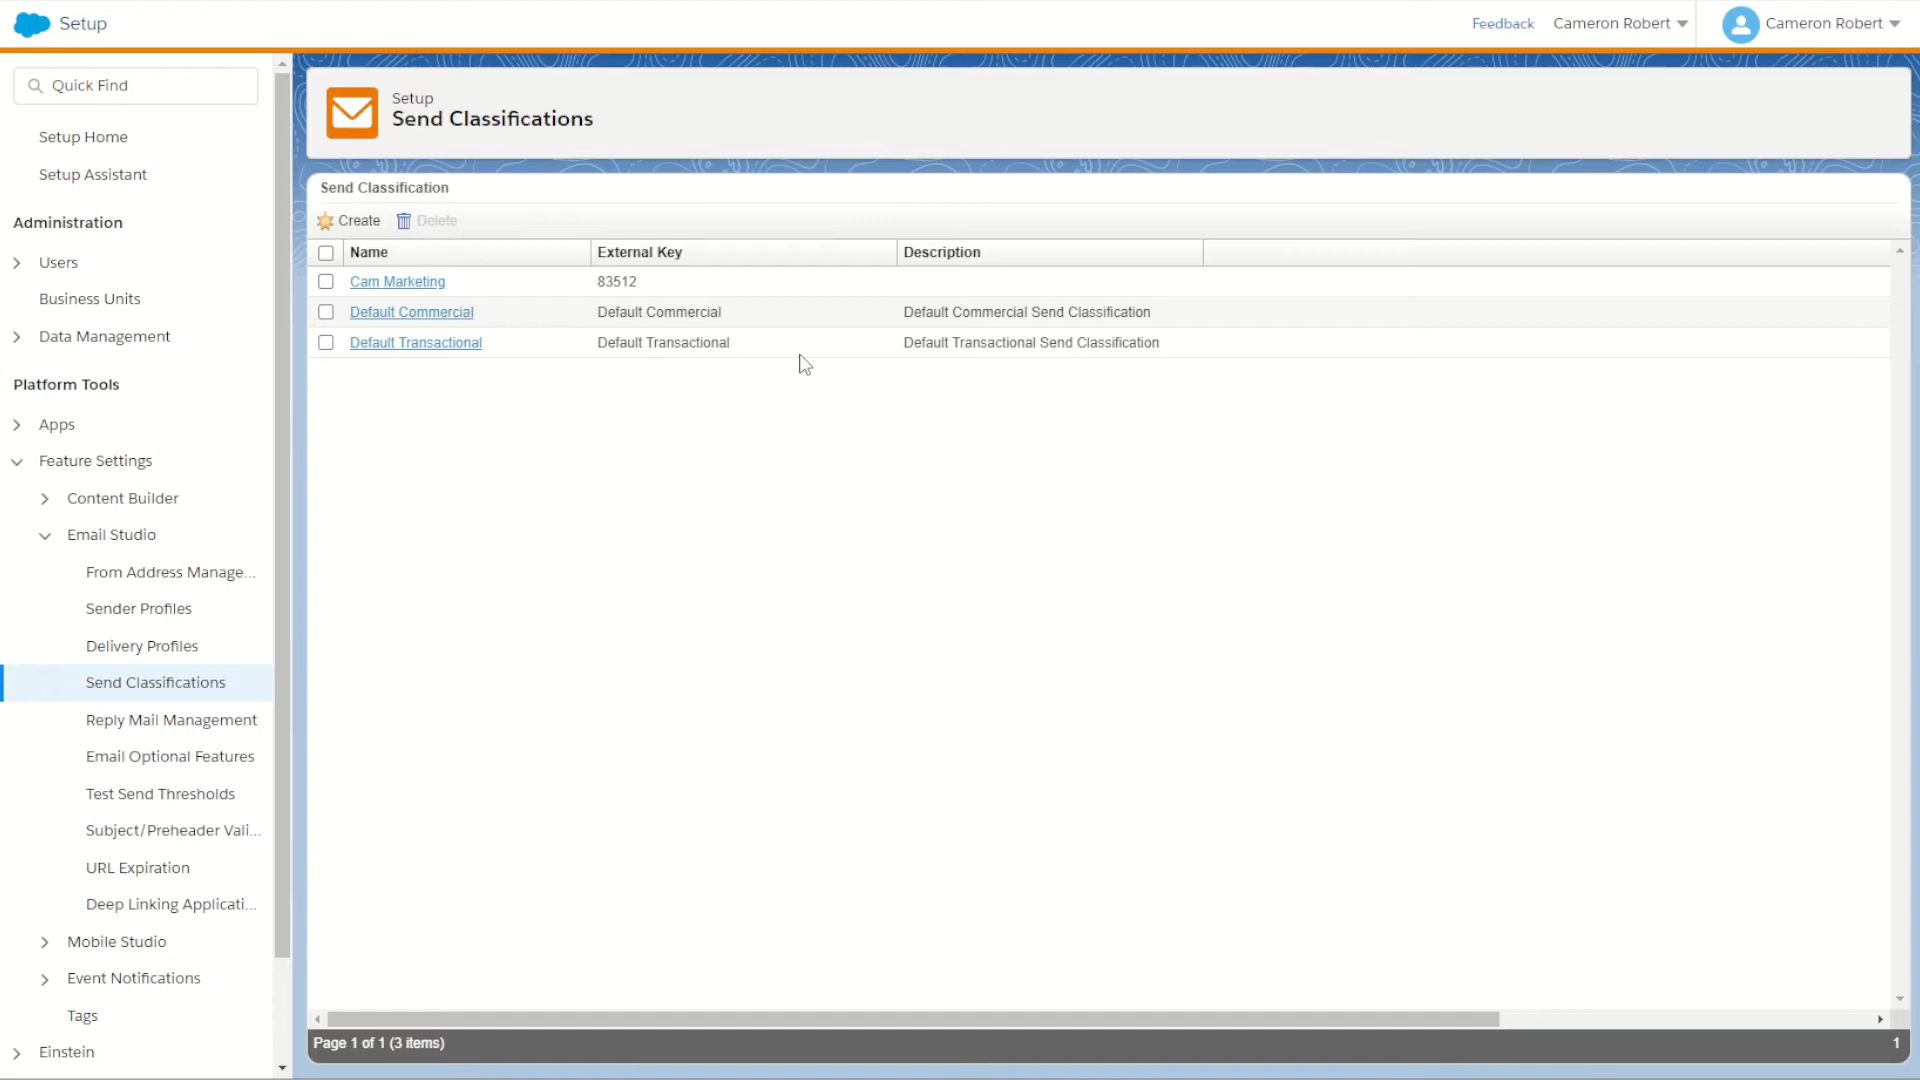 Setup
Feedback
Cameron Robert
Cameron Robert
Quick Find
Setup Home
Setup Assistant
Administration
Users
Business Units
Data Management
Platform Tools
Apps
Feature Settings
Content Builder
Email Studio
From Address Manage...
Sender Profiles
Delivery Profiles
Send Classifications
Reply Mail Management
Email Optional Features
Test Send Thresholds
Subject/Preheader Vali...
URL Expiration
Deep Linking Applicati...
Mobile Studio
Event Notifications
Tags
Einstein
Setup
Send Classifications
Send Classification
Create Delete
Name External Key Description
Cam Marketing 83512
Default Commercial Default Commercial Default Commercial Send Classification
Default Transactional Default Transactional Default Transactional Send Classification
Page 1 of 1 (3 items) 1